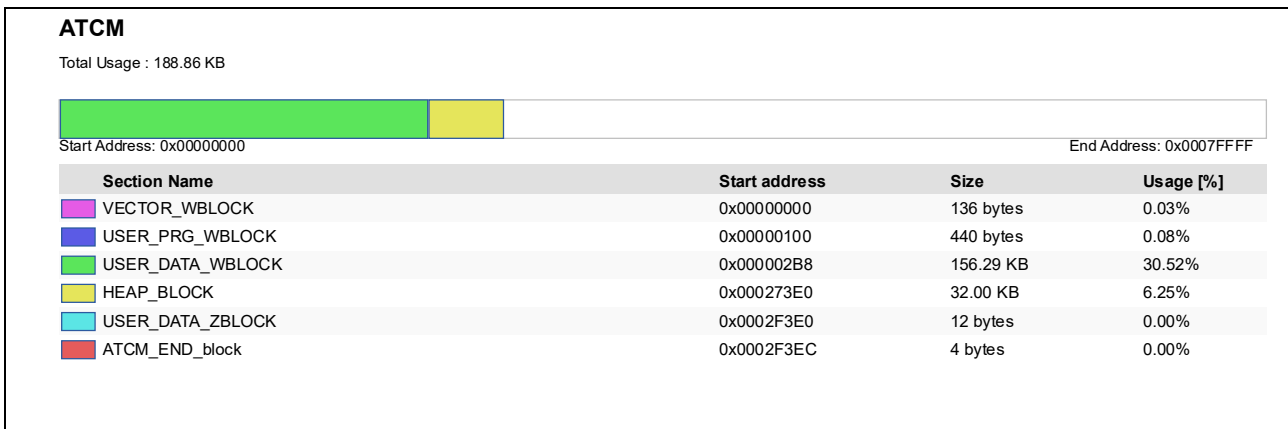 ATCM
Total Usage : 188.86 KB
Start Address: 0x00000000 End Address: 0x0007FFFF
Section Name Start address Size Usage [%]
VECTOR_WBLOCK 0x00000000 136 bytes 0.03%
USER_PRG_WBLOCK 0x00000100 440 bytes 0.08%
USER_DATA_WBLOCK 0x000002B8 156.29 KB 30.52%
HEAP_BLOCK 0x000273E0 32.00 KB 6.25%
USER_DATA_ZBLOCK 0x0002F3E0 12 bytes 0.00%
ATCM_END_block 0x0002F3EC 4 bytes 0.00%